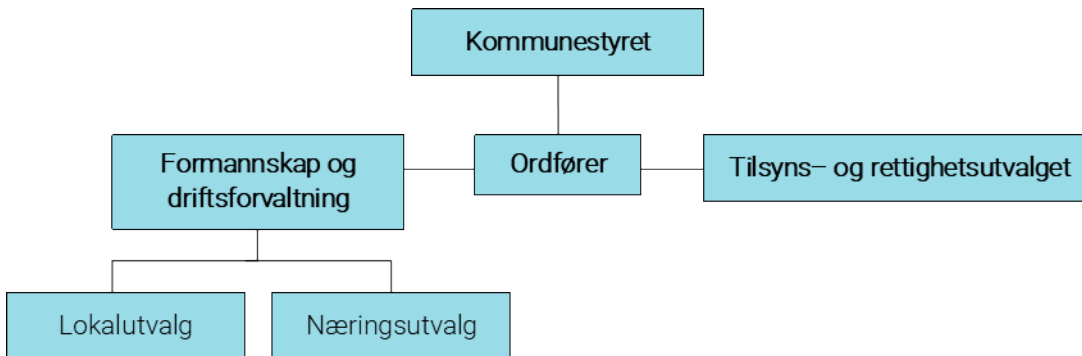 Kommunestyret
Formannskap og
driftsforvaltning
Ordfører
Tilsyns– og rettighetsutvalget
Lokalutvalg
Næringsutvalg